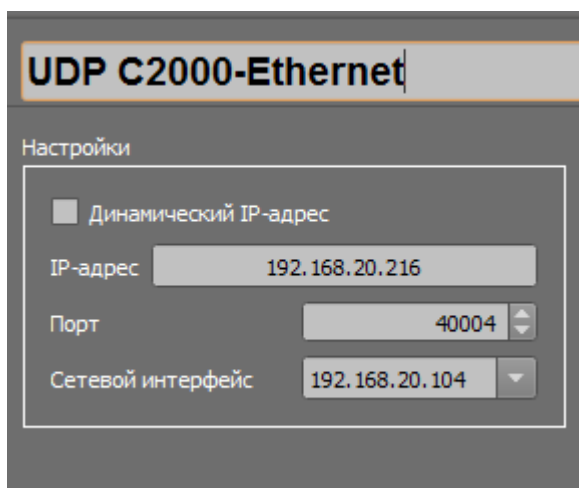 UDP C2000-Ethernet
Настройки
Динамический IP-адрес
IP-адрес 192.168.20.216
Порт 40004
Сетевой интерфейс 192.168.20.104